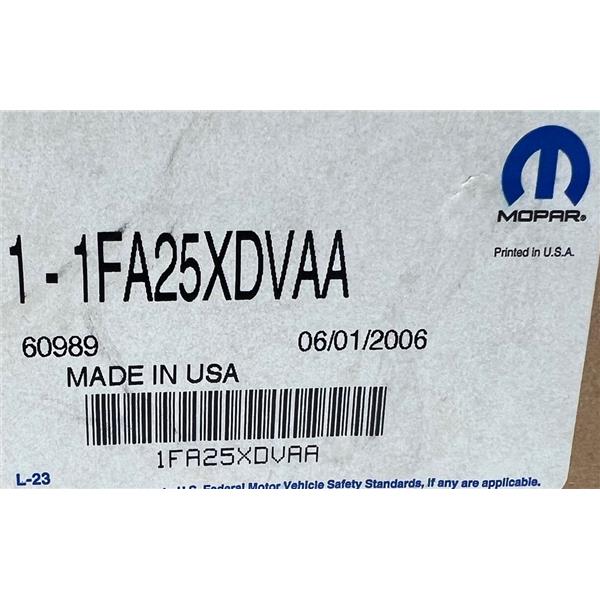 MOPAR®
Printed in U.S.A.
1 - 1FA25XDVAA
60989 06/01/2006
MADE IN USA
1FA25XDVAA
L-23
U.S. Federal Motor Vehicle Safety Standards, if any are applicable.